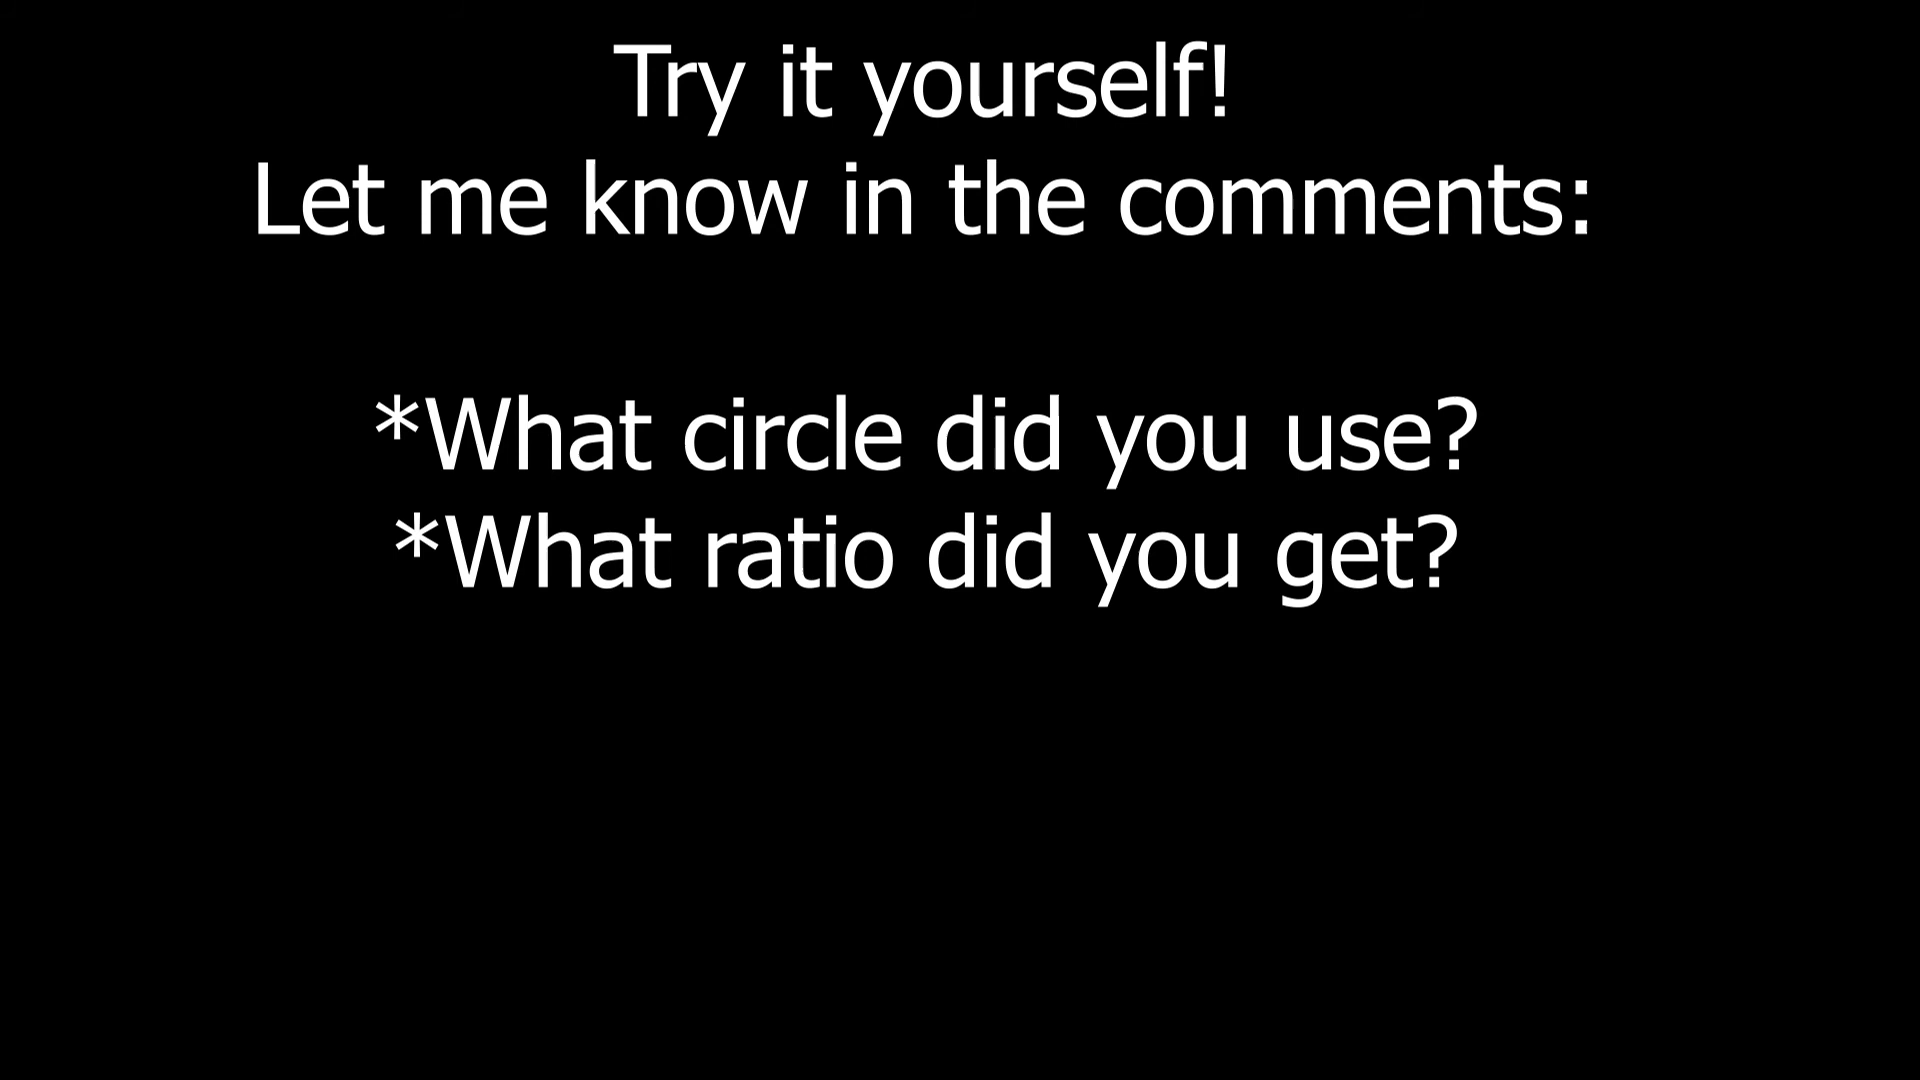 Try it yourself!
Let me know in the comments:
*What circle did you use?
*What ratio did you get?